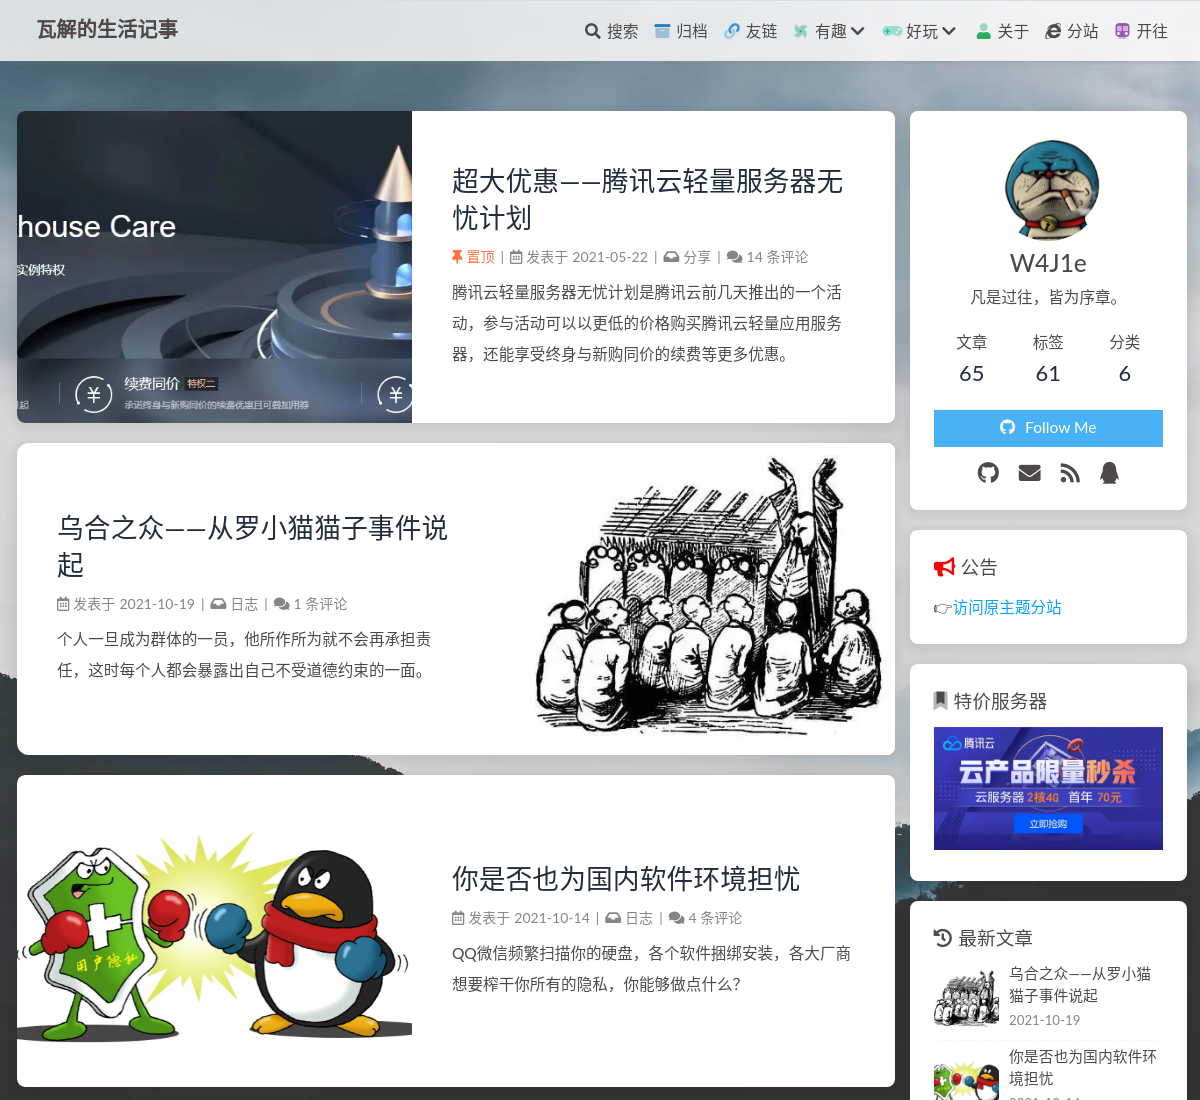 瓦解的生活记事
搜索 归档 友链 有趣 好玩 关于 分站 开往
house Care
实例特权
续费同价 特权二
承诺终身与新购同价的续费优惠且可叠加用券
超大优惠——腾讯云轻量服务器无
忧计划
置顶 | 发表于 2021-05-22 | 分享 | 14 条评论
腾讯云轻量服务器无忧计划是腾讯云前几天推出的一个活
动，参与活动可以以更低的价格购买腾讯云轻量应用服务
器，还能享受终身与新购同价的续费等更多优惠。
乌合之众——从罗小猫猫子事件说
起
发表于 2021-10-19 | 日志 | 1 条评论
个人一旦成为群体的一员，他所作所为就不会再承担责
任，这时每个人都会暴露出自己不受道德约束的一面。
用户隐私
你是否也为国内软件环境担忧
发表于 2021-10-14 | 日志 | 4 条评论
QQ微信频繁扫描你的硬盘，各个软件捆绑安装，各大厂商
想要榨干你所有的隐私，你能够做点什么？
W4J1e
凡是过往，皆为序章。
文章 标签 分类
65 61 6
Follow Me
公告
👉访问原主题分站
特价服务器
腾讯云
云产品限量秒杀
云服务器 2核4G 首年 70元
立即抢购
最新文章
乌合之众——从罗小猫
猫子事件说起
2021-10-19
你是否也为国内软件环
境担忧
2021-10-14